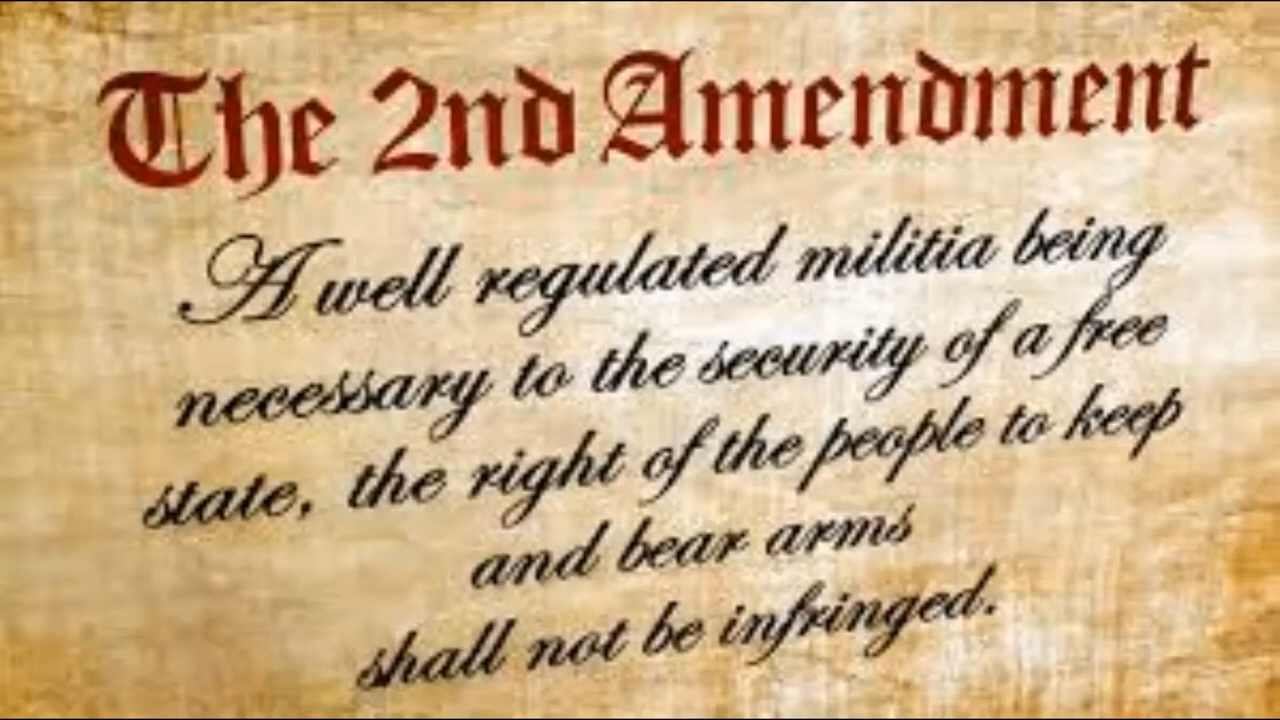 The 2nd Amendment
A well regulated militia being
necessary to the security of a free
state, the right of the people to keep
and bear arms
shall not be infringed.